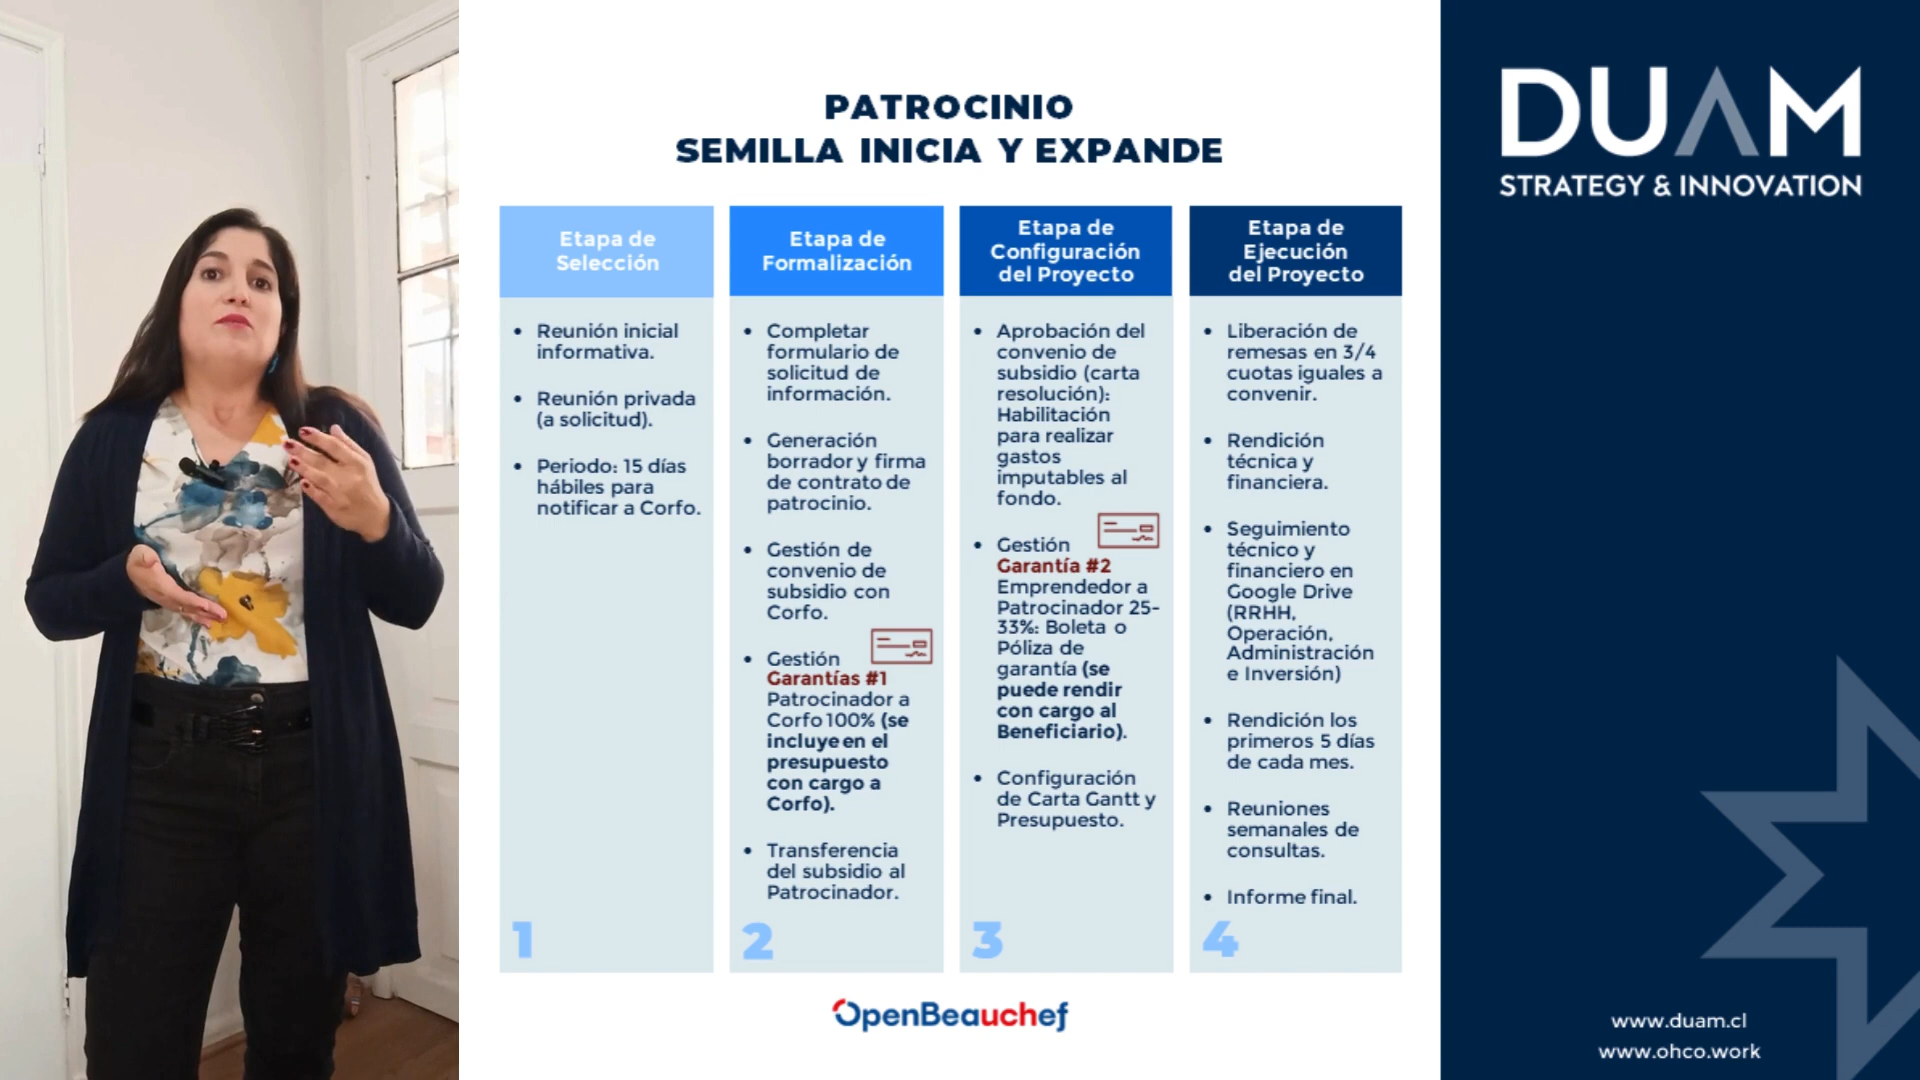 PATROCINIO
SEMILLA INICIA Y EXPANDE
Etapa de
Selección
• Reunión inicial
informativa.
• Reunión privada
(a solicitud).
• Periodo: 15 días
hábiles para
notificar a Corfo.
1
Etapa de
Formalización
• Completar
formulario de
solicitud de
información.
• Generación
borrador y firma
de contrato de
patrocinio.
• Gestión de
convenio de
subsidio con
Corfo.
• Gestión
Garantías #1
Patrocinador a
Corfo 100% (se
incluye en el
presupuesto
con cargo a
Corfo).
• Transferencia
del subsidio al
Patrocinador.
2
Etapa de
Configuración
del Proyecto
• Aprobación del
convenio de
subsidio (carta
resolución):
Habilitación
para realizar
gastos
imputables al
fondo.
• Gestión
Garantía #2
Emprendedor a
Patrocinador 25-
33%: Boleta o
Póliza de
garantía (se
puede rendir
con cargo al
Beneficiario).
• Configuración
de Carta Gantt y
Presupuesto.
3
Etapa de
Ejecución
del Proyecto
• Liberación de
remesas en 3/4
cuotas iguales a
convenir.
• Rendición
técnica y
financiera.
• Seguimiento
técnico y
financiero en
Google Drive
(RRHH,
Operación,
Administración
e Inversión)
• Rendición los
primeros 5 días
de cada mes.
• Reuniones
semanales de
consultas.
• Informe final.
4
OpenBeauchef
DUAM
STRATEGY & INNOVATION
www.duam.cl
www.ohco.work